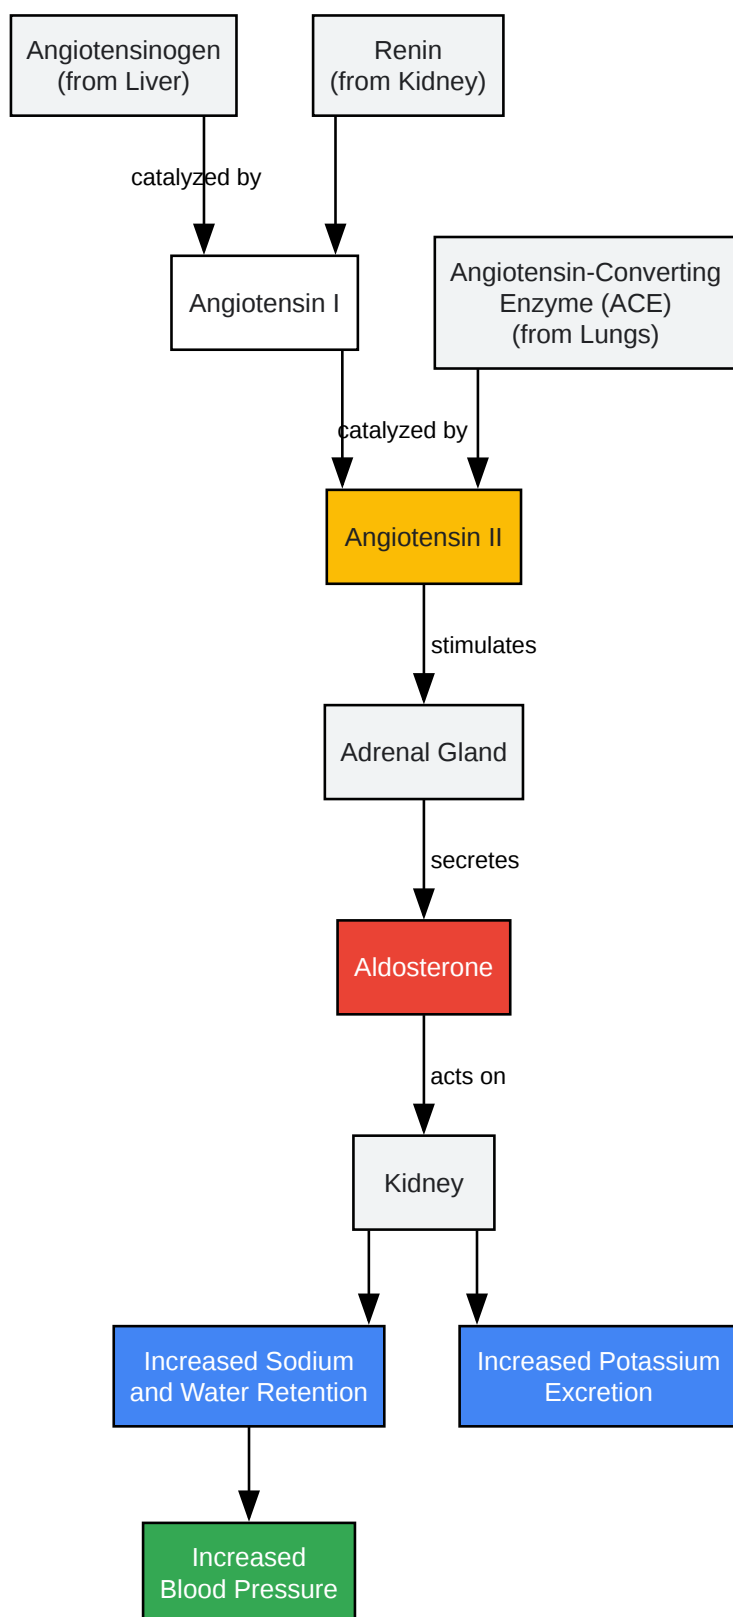 Angiotensinogen
(from Liver)
Renin
(from Kidney)
catalyzed by
Angiotensin I
Angiotensin-Converting
Enzyme (ACE)
(from Lungs)
catalyzed by
Angiotensin II
stimulates
Adrenal Gland
secretes
Aldosterone
acts on
Kidney
Increased Sodium
and Water Retention
Increased Potassium
Excretion
Increased
Blood Pressure